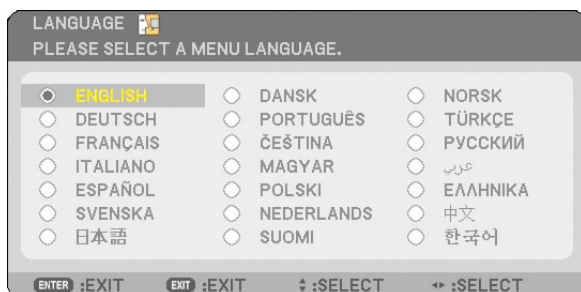 LANGUAGE
PLEASE SELECT A MENU LANGUAGE.
ENGLISH DANSK NORSK
DEUTSCH PORTUGUÊS TÜRKÇE
FRANÇAIS ČEŠTINA РУССКИЙ
ITALIANO MAGYAR عربي
ESPAÑOL POLSKI ΕΛΛΗΝΙΚΑ
SVENSKA NEDERLANDS 中文
日本語 SUOMI 한국어
ENTER :EXIT EXIT :EXIT :SELECT :SELECT